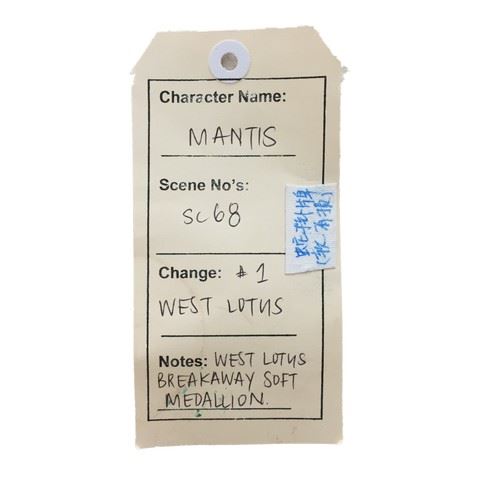 Character Name:
MANTIS
Scene No's:
SC68
Change: #1
WEST LOTUS
Notes: WEST LOTUS
BREAKAWAY SOFT
MEDALLION.